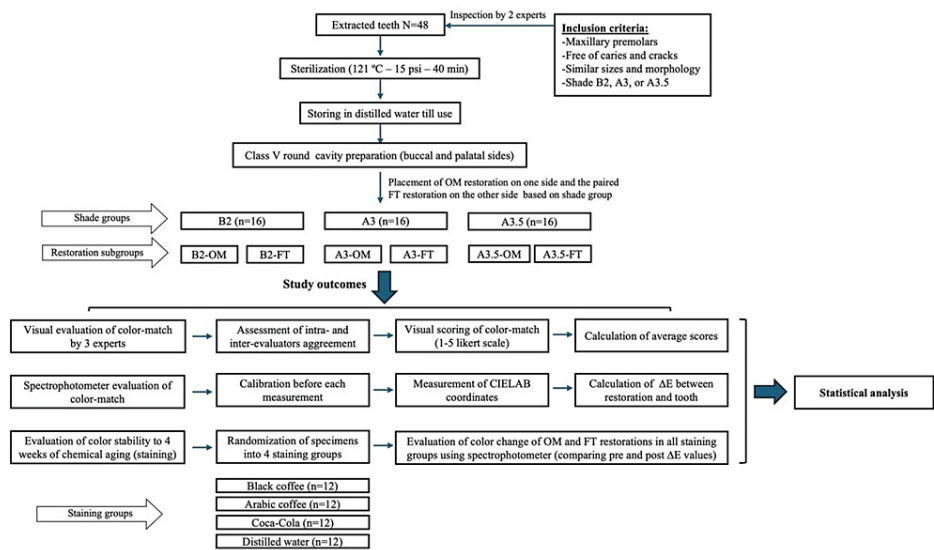 Extracted teeth N=48
Inspection by 2 experts
Inclusion criteria:
-Maxillary premolars
-Free of caries and cracks
-Similar sizes and morphology
-Shade B2, A3, or A3.5
Sterilization (121 ºC – 15 psi – 40 min)
Storing in distilled water till use
Class V round cavity preparation (buccal and palatal sides)
Placement of OM restoration on one side and the paired
FT restoration on the other side based on shade group
Shade groups
B2 (n=16)
A3 (n=16)
A3.5 (n=16)
Restoration subgroups
B2-OM
B2-FT
A3-OM
A3-FT
A3.5-OM
A3.5-FT
Study outcomes
Visual evaluation of color-match
by 3 experts
Assessment of intra- and
inter-evaluators aggreement
Visual scoring of color-match
(1-5 likert scale)
Calculation of average scores
Spectrophotometer evaluation of
color-match
Calibration before each
measurement
Measurement of CIELAB
coordinates
Calculation of ΔE between
restoration and tooth
Statistical analysis
Evaluation of color stability to 4
weeks of chemical aging (staining)
Randomization of specimens
into 4 staining groups
Evaluation of color change of OM and FT restorations in all staining
groups using spectrophotometer (comparing pre and post ΔE values)
Staining groups
Black coffee (n=12)
Arabic coffee (n=12)
Coca-Cola (n=12)
Distilled water (n=12)